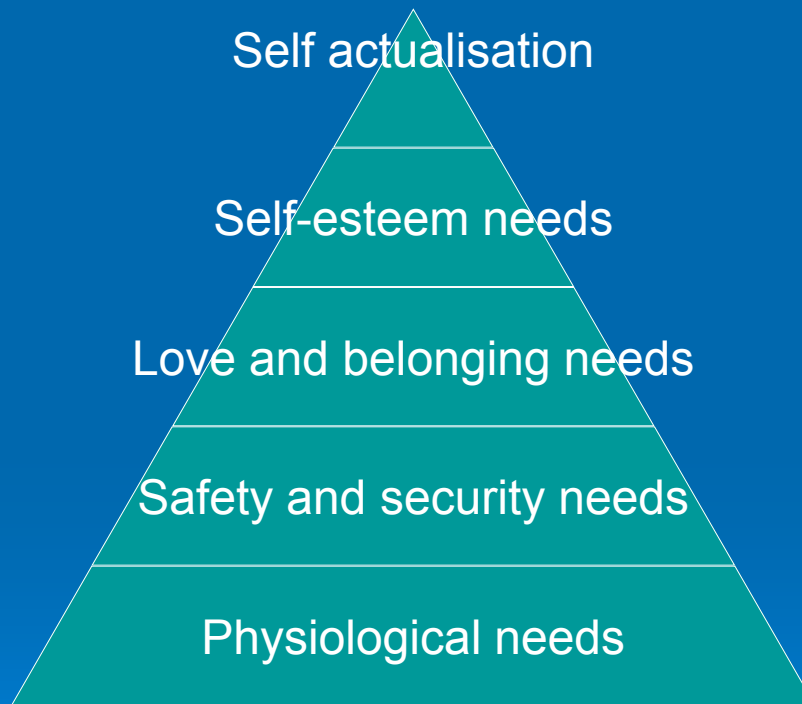 Self actualisation
Self-esteem needs
Love and belonging needs
Safety and security needs
Physiological needs